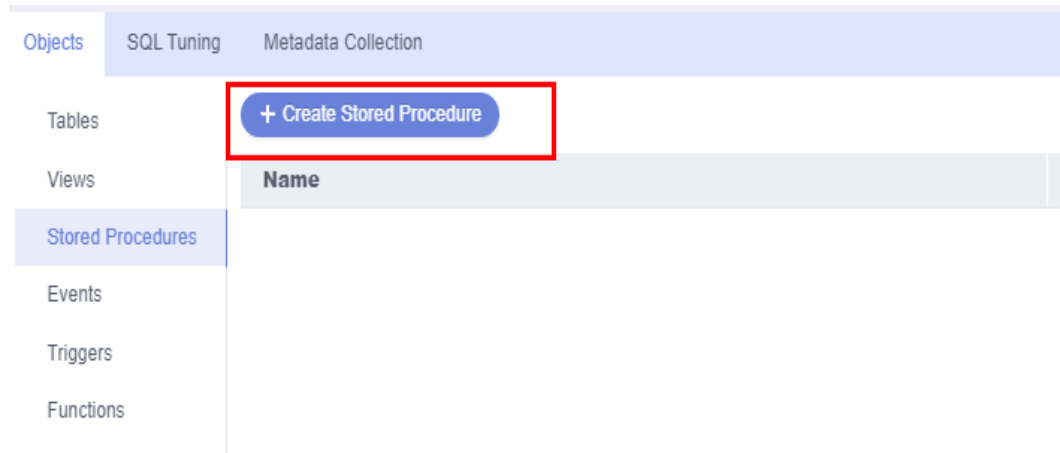 Objects SQL Tuning Metadata Collection
Tables
+ Create Stored Procedure
Views
Name
Stored Procedures
Events
Triggers
Functions